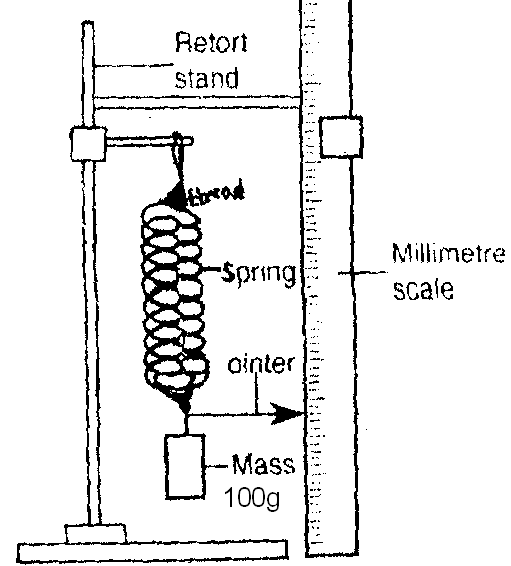 Retort
stand
thread
Spring
Millimetre
scale
ointer
Mass
100g